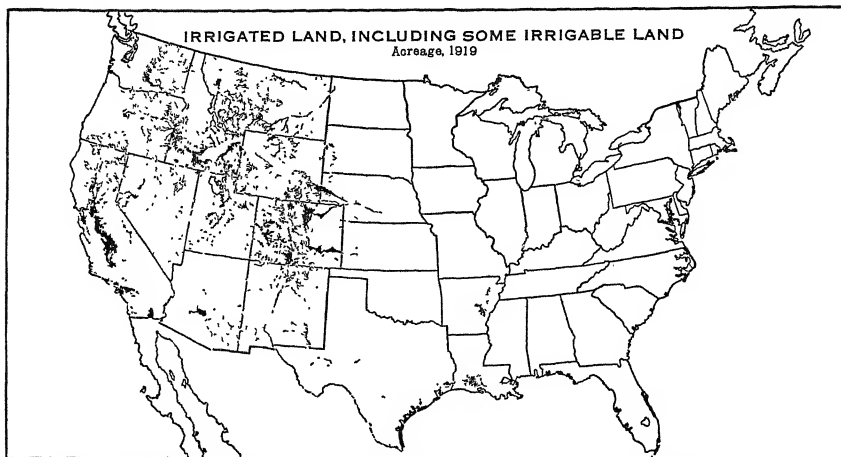 IRRIGATED LAND, INCLUDING SOME IRRIGABLE LAND
Acreage, 1919